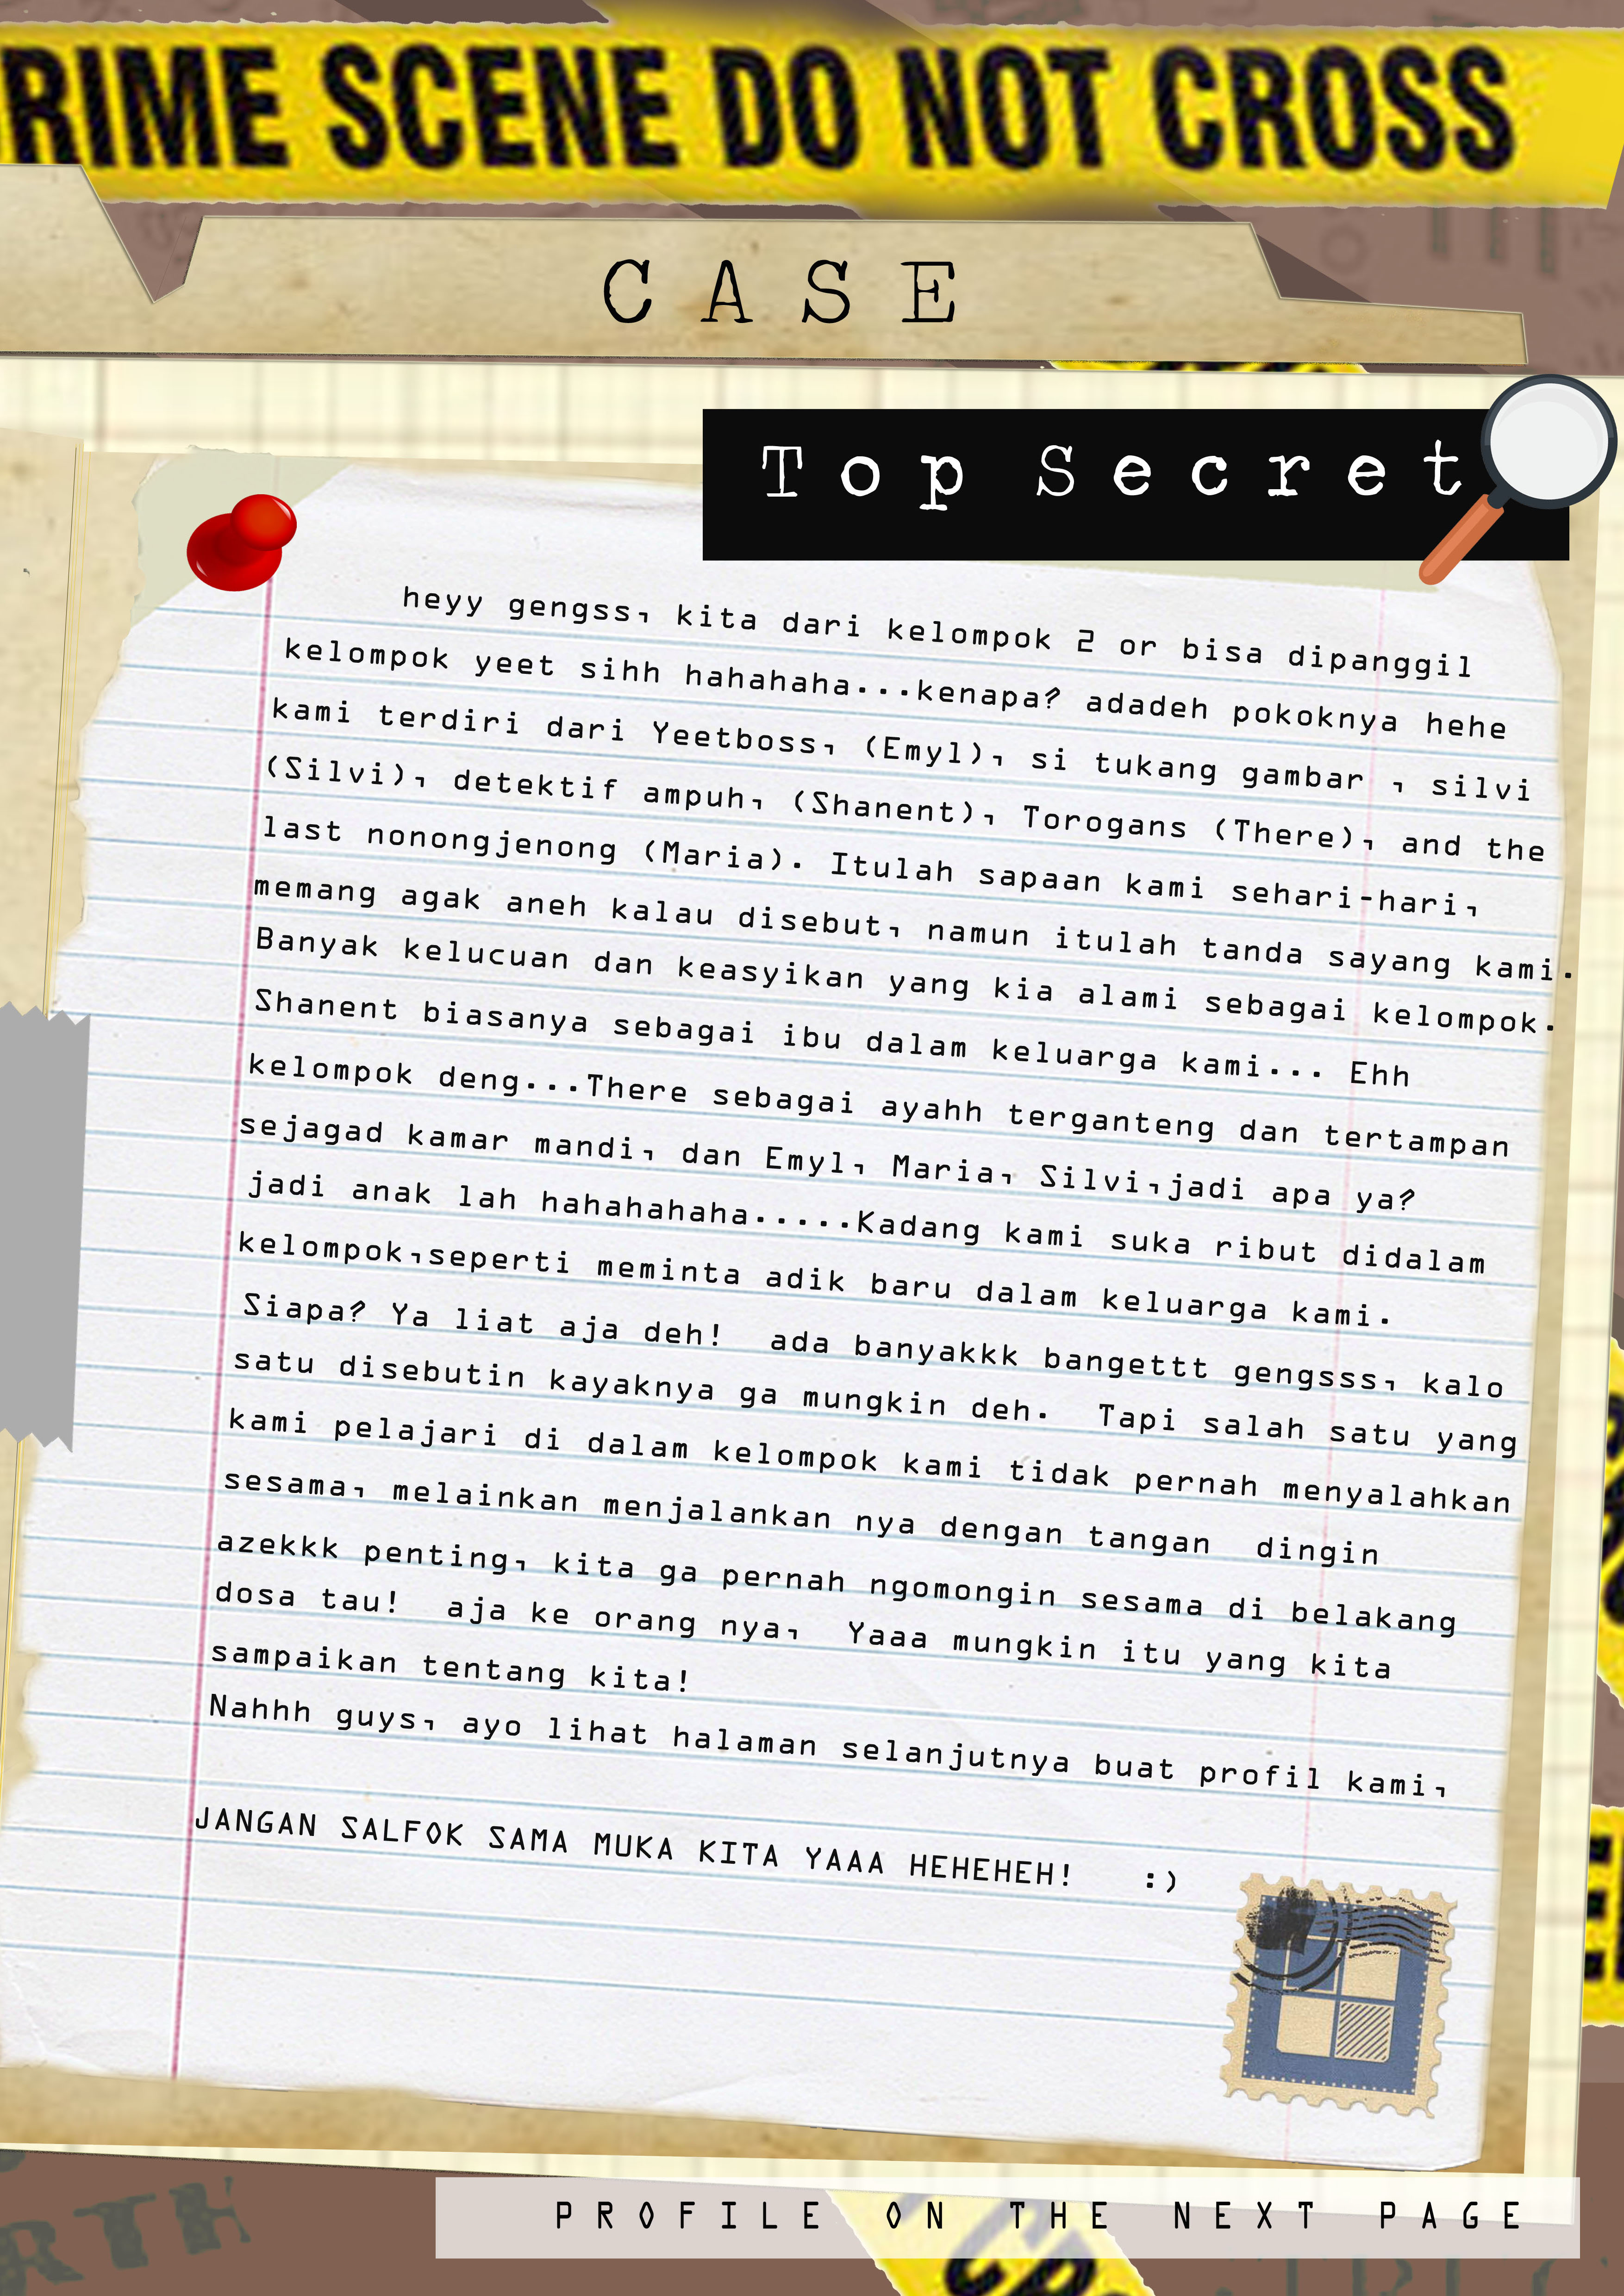 RIME SCENE DO NOT CROSS
CASE
Top Secret
heyy gengss, kita dari kelompok 2 or bisa dipanggil
kelompok yeet sihh hahahaha...kenapa? adadeh pokoknya hehe
kami terdiri dari Yeetboss, (Emyl), si tukang gambar , silvi
(Silvi), detektif ampuh, (Shanent), Torogans (There), and the
last nonongjenong (Maria). Itulah sapaan kami sehari-hari,
memang agak aneh kalau disebut, namun itulah tanda sayang kami.
Banyak kelucuan dan keasyikan yang kia alami sebagai kelompok.
Shanent biasanya sebagai ibu dalam keluarga kami... Ehh
kelompok deng...There sebagai ayahh terganteng dan tertampan
sejagad kamar mandi, dan Emyl, Maria, Silvi,jadi apa ya?
jadi anak lah hahahahaha.....Kadang kami suka ribut didalam
kelompok,seperti meminta adik baru dalam keluarga kami.
Siapa? Ya liat aja deh!  ada banyakkk bangettt gengsss, kalo
satu disebutin kayaknya ga mungkin deh.  Tapi salah satu yang
kami pelajari di dalam kelompok kami tidak pernah menyalahkan
sesama, melainkan menjalankan nya dengan tangan  dingin
azekkk penting, kita ga pernah ngomongin sesama di belakang
dosa tau!  aja ke orang nya,  Yaaa mungkin itu yang kita
sampaikan tentang kita!
Nahhh guys, ayo lihat halaman selanjutnya buat profil kami,
JANGAN SALFOK SAMA MUKA KITA YAAA HEHEHEH!   :)
PROFILE ON THE NEXT PAGE